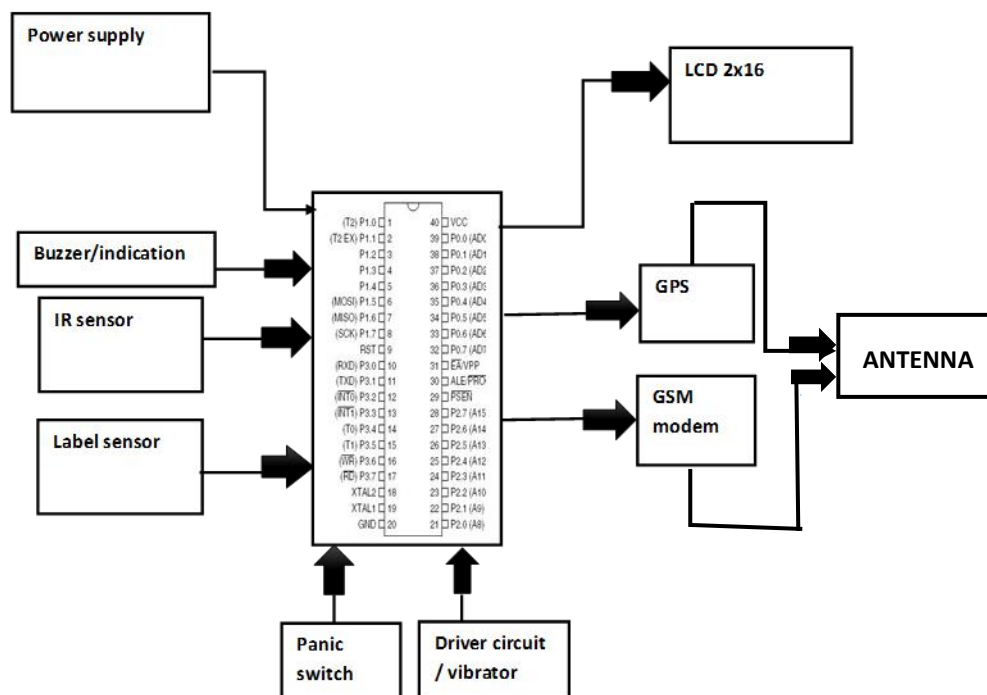 Power supply
LCD 2x16
Buzzer/indication
IR sensor
Label sensor
(T2) P1.0 1 40 VCC
(T2 EX) P1.1 2 39 P0.0 (AD0
P1.2 3 38 P0.1 (AD1
P1.3 4 37 P0.2 (AD2
P1.4 5 36 P0.3 (AD3
(MOSI) P1.5 6 35 P0.4 (AD4
(MISO) P1.6 7 34 P0.5 (AD5
(SCK) P1.7 8 33 P0.6 (AD6
RST 9 32 P0.7 (AD7
(RXD) P3.0 10 31 EA/VPP
(TXD) P3.1 11 30 ALE/PRO
(INT0) P3.2 12 29 PSEN
(INT1) P3.3 13 28 P2.7 (A15
(T0) P3.4 14 27 P2.6 (A14
(T1) P3.5 15 26 P2.5 (A13
(WR) P3.6 16 25 P2.4 (A12
(RD) P3.7 17 24 P2.3 (A11
XTAL2 18 23 P2.2 (A10
XTAL1 19 22 P2.1 (A9)
GND 20 21 P2.0 (A8)
GPS
GSM
modem
ANTENNA
Panic
switch
Driver circuit
/ vibrator